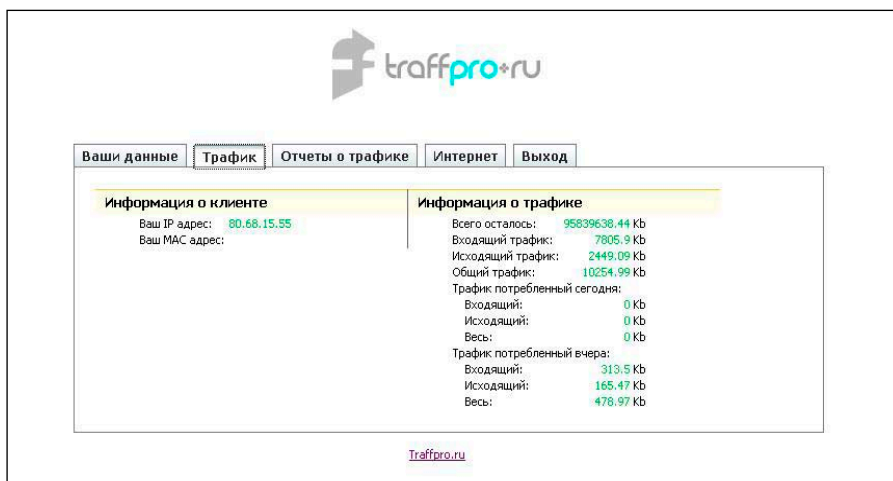 traffpro+ru
Ваши данные
Трафик
Отчеты о трафике
Интернет
Выход
Информация о клиенте
Ваш IP адрес: 80.68.15.55
Ваш MAC адрес:
Информация о трафике
Всего осталось: 95839638.44 Kb
Входящий трафик: 7805.9 Kb
Исходящий трафик: 2449.09 Kb
Общий трафик: 10254.99 Kb
Трафик потребленный сегодня:
Входящий: 0 Kb
Исходящий: 0 Kb
Весь: 0 Kb
Трафик потребленный вчера:
Входящий: 313.5 Kb
Исходящий: 165.47 Kb
Весь: 478.97 Kb
Traffpro.ru